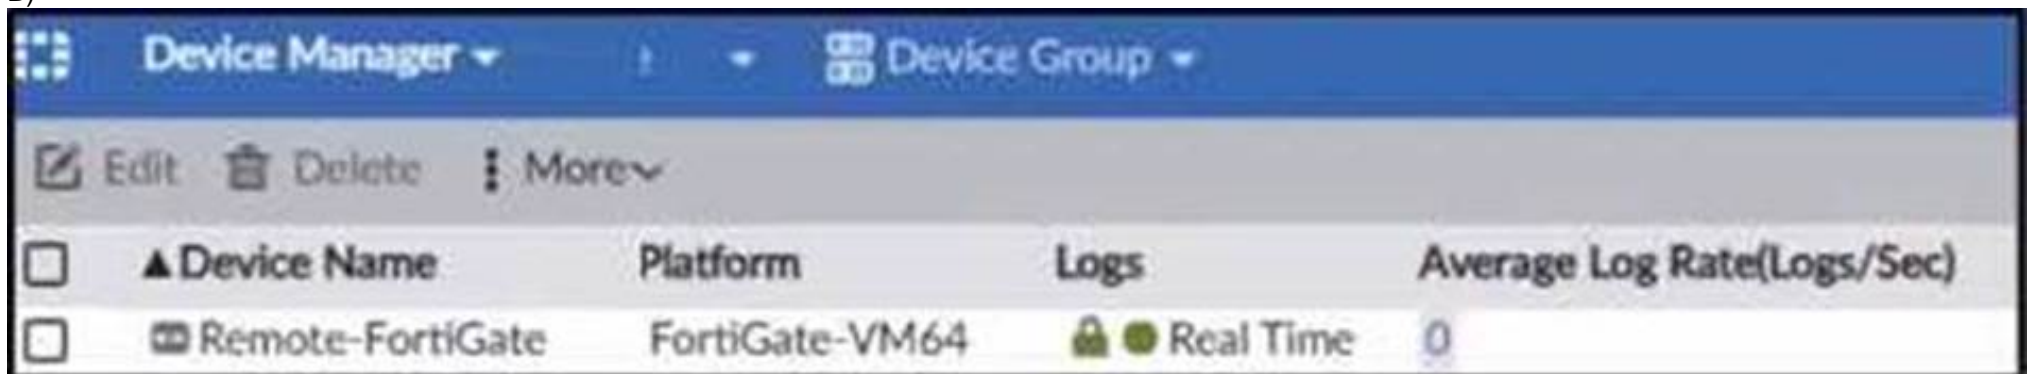 Device Manager Device Group
Edit Delete More
Device Name Platform Logs Average Log Rate(Logs/Sec)
Remote-FortiGate FortiGate-VM64 Real Time 0